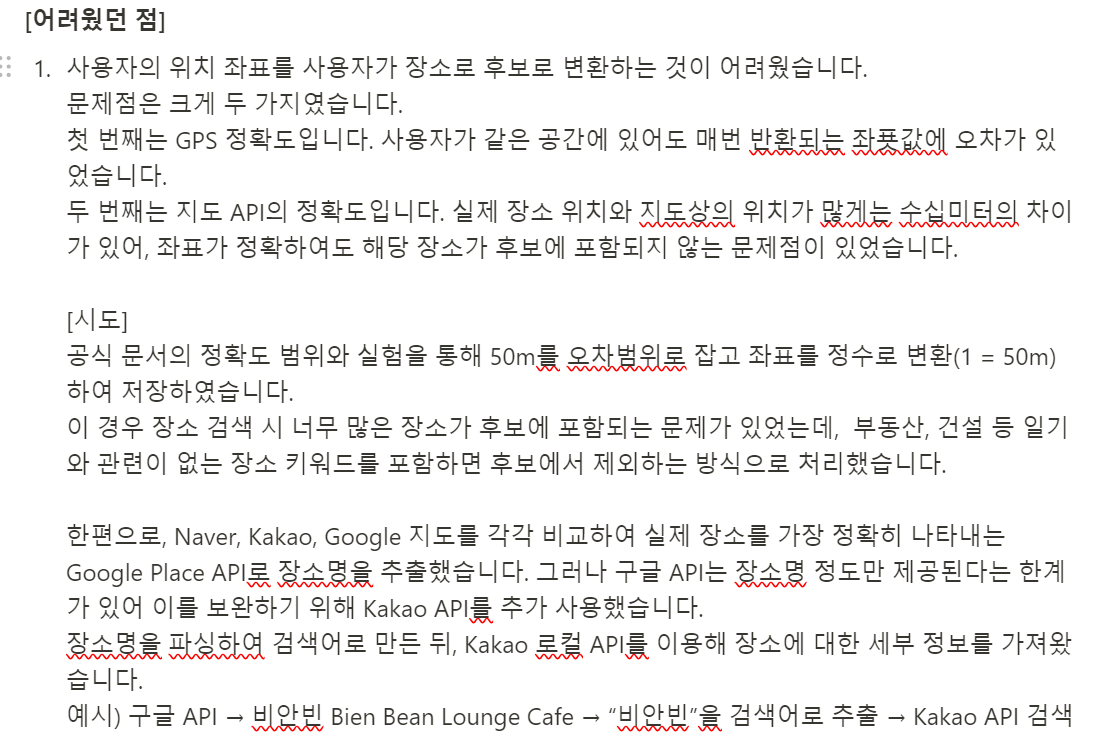 [어려웠던 점]
1. 사용자의 위치 좌표를 사용자가 장소로 후보로 변환하는 것이 어려웠습니다.
문제점은 크게 두 가지였습니다.
첫 번째는 GPS 정확도입니다. 사용자가 같은 공간에 있어도 매번 반환되는 좌푯값에 오차가 있
었습니다.
두 번째는 지도 API의 정확도입니다. 실제 장소 위치와 지도상의 위치가 많게는 수십미터의 차이
가 있어, 좌표가 정확하여도 해당 장소가 후보에 포함되지 않는 문제점이 있었습니다.
[시도]
공식 문서의 정확도 범위와 실험을 통해 50m를 오차범위로 잡고 좌표를 정수로 변환(1 = 50m)
하여 저장하였습니다.
이 경우 장소 검색 시 너무 많은 장소가 후보에 포함되는 문제가 있었는데,  부동산, 건설 등 일기
와 관련이 없는 장소 키워드를 포함하면 후보에서 제외하는 방식으로 처리했습니다.
한편으로, Naver, Kakao, Google 지도를 각각 비교하여 실제 장소를 가장 정확히 나타내는
Google Place API로 장소명을 추출했습니다. 그러나 구글 API는 장소명 정도만 제공된다는 한계
가 있어 이를 보완하기 위해 Kakao API를 추가 사용했습니다.
장소명을 파싱하여 검색어로 만든 뒤, Kakao 로컬 API를 이용해 장소에 대한 세부 정보를 가져왔
습니다.
예시) 구글 API → 비안빈 Bien Bean Lounge Cafe → “비안빈”을 검색어로 추출 → Kakao API 검색